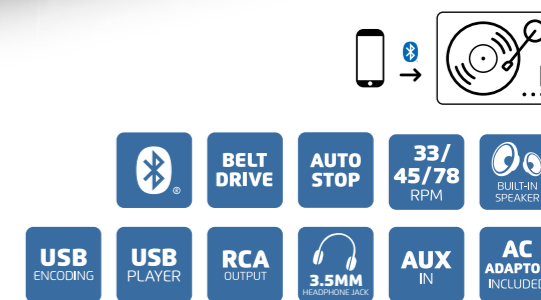 BELT
DRIVE
AUTO
STOP
33/
45/78
RPM
BUILT-IN
SPEAKER
USB
ENCODING
USB
PLAYER
RCA
OUTPUT
3.5MM
HEADPHONE JACK
AUX
IN
AC
INCLUDED